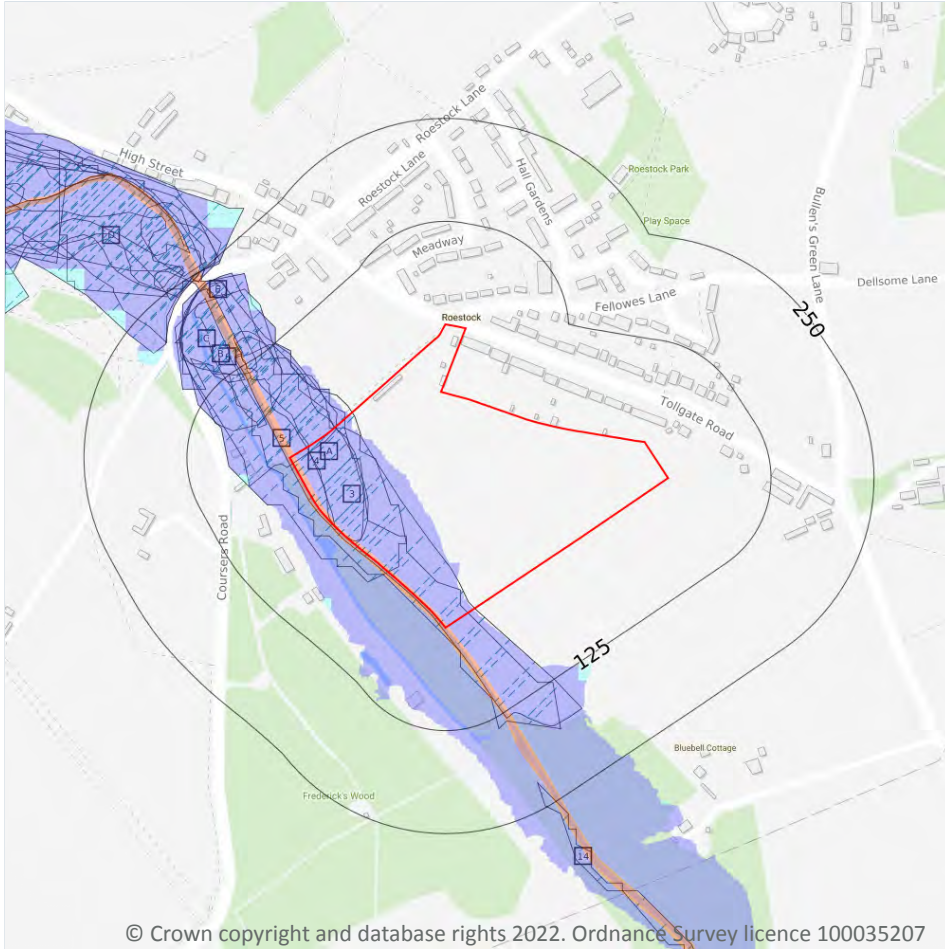 Roestock Lane
High Street
Roestock Lane
Hall Gardens
Roestock Park
Play Space
Meadway
Bullen's Green Lane
Dellsome Lane
Fellowes Lane
250
Roestock
Tollgate Road
C
5
A
4
3
Coursers Road
125
Bluebell Cottage
Frederick's Wood
14
© Crown copyright and database rights 2022. Ordnance Survey licence 100035207